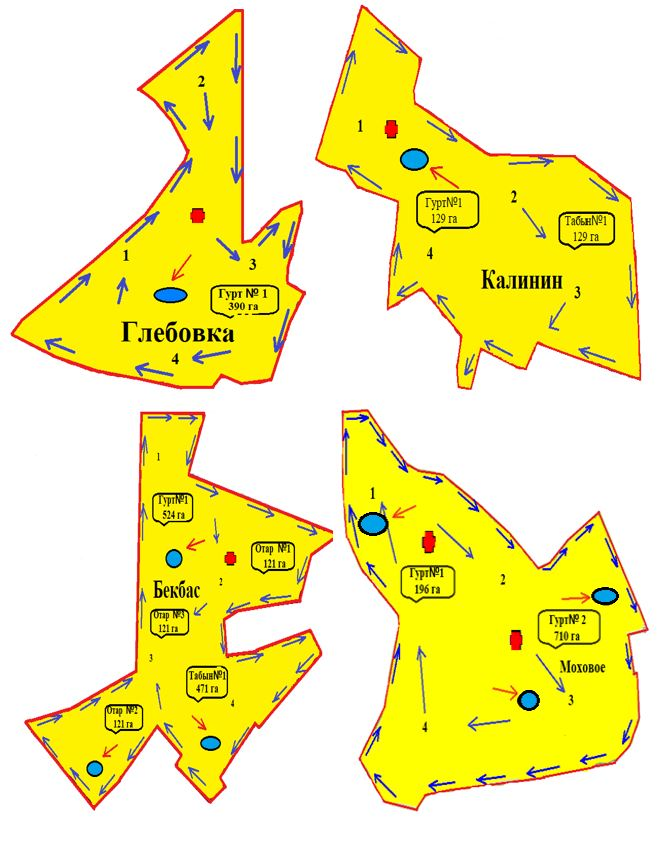 2
1
3
Гурт № 1
390 га
Глебовка
4
1
Гурт№1
129 га
2
Табын№1
129 га
4
Калинин
3
1
Гурт№1
524 га
Отар №1
121 га
2
Бекбас
Отар №3
121 га
3
Табын№1
471 га
4
Отар №2
121 га
1
2
Гурт№1
196 га
Гурт№ 2
710 га
Моховое
3
4